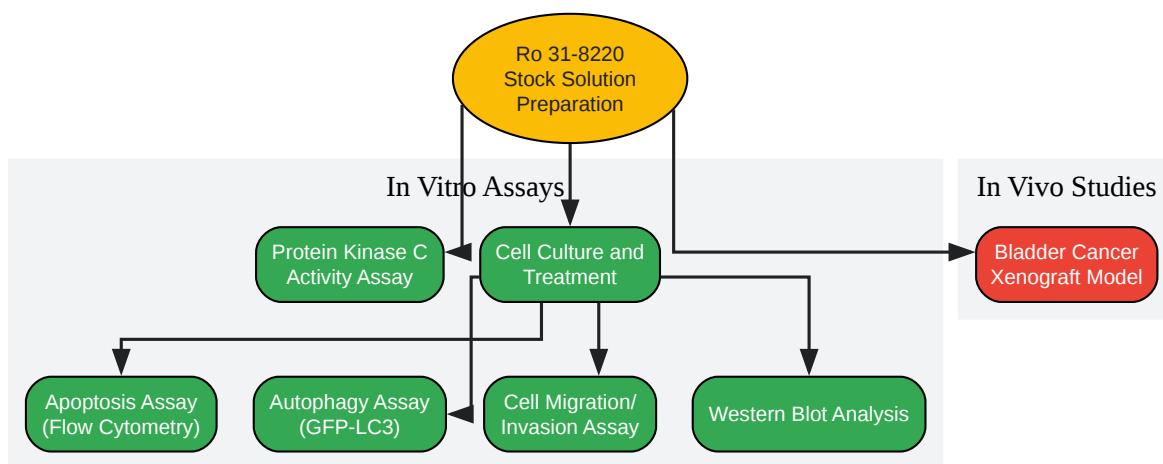 Ro 31-8220
Stock Solution
Preparation
In Vitro Assays
In Vivo Studies
Protein Kinase C
Activity Assay
Cell Culture and
Treatment
Bladder Cancer
Xenograft Model
Apoptosis Assay
(Flow Cytometry)
Autophagy Assay
(GFP-LC3)
Cell Migration/
Invasion Assay
Western Blot Analysis